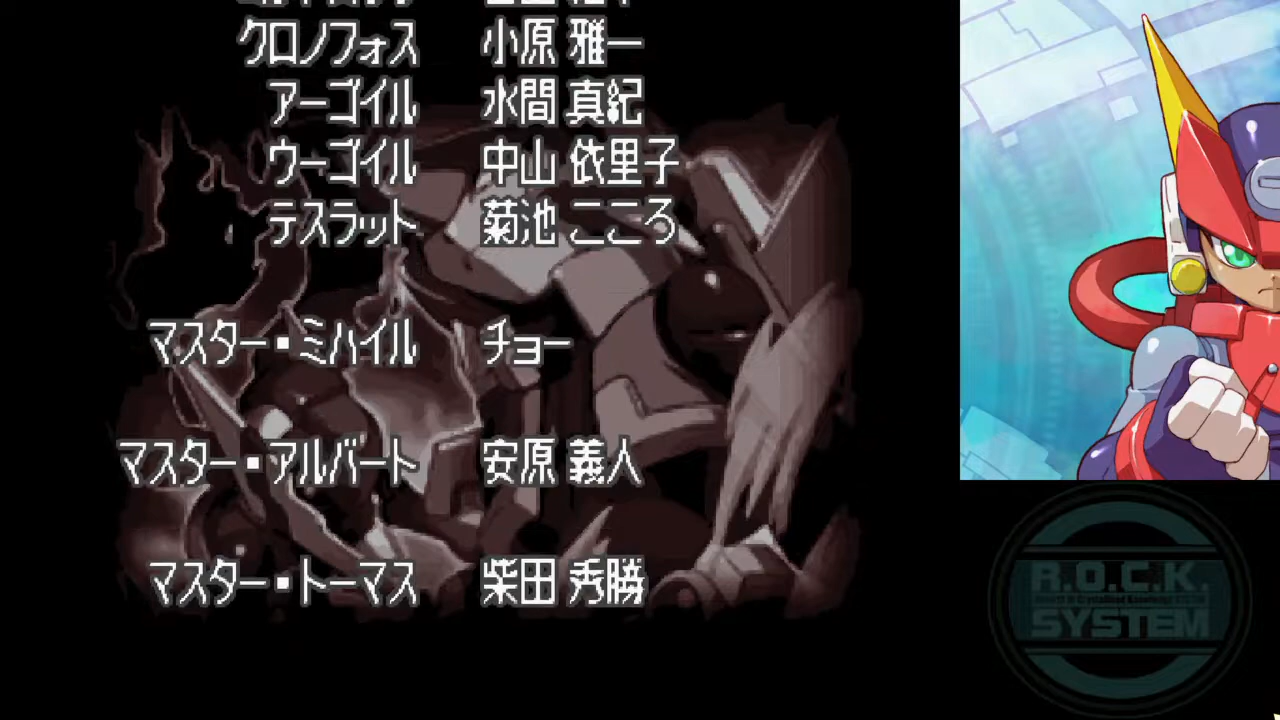 クロノフォス 小原 雅一
アーゴイル 水間 真紀
ウーゴイル 中山 依里子
テスラット 菊池 こころ
マスター・ミハイル チョー
マスター・アルバート 安原 義人
マスター・トーマス 柴田 秀勝
R.O.C.K.
SYSTEM